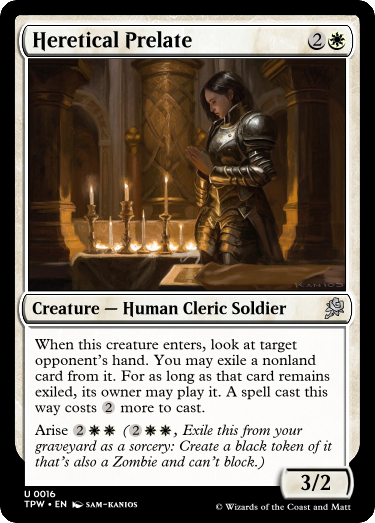 Heretical Prelate 2
KANIOS
Creature — Human Cleric Soldier
When this creature enters, look at target
opponent's hand. You may exile a nonland
card from it. For as long as that card remains
exiled, its owner may play it. A spell cast this
way costs 2 more to cast.
Arise 2 (2, Exile this from your
graveyard as a sorcery: Create a black token of it
that's also a Zombie and can't block.)
3/2
U 0016
TPW • EN SAM-KANIOS
© Wizards of the Coast and Matt